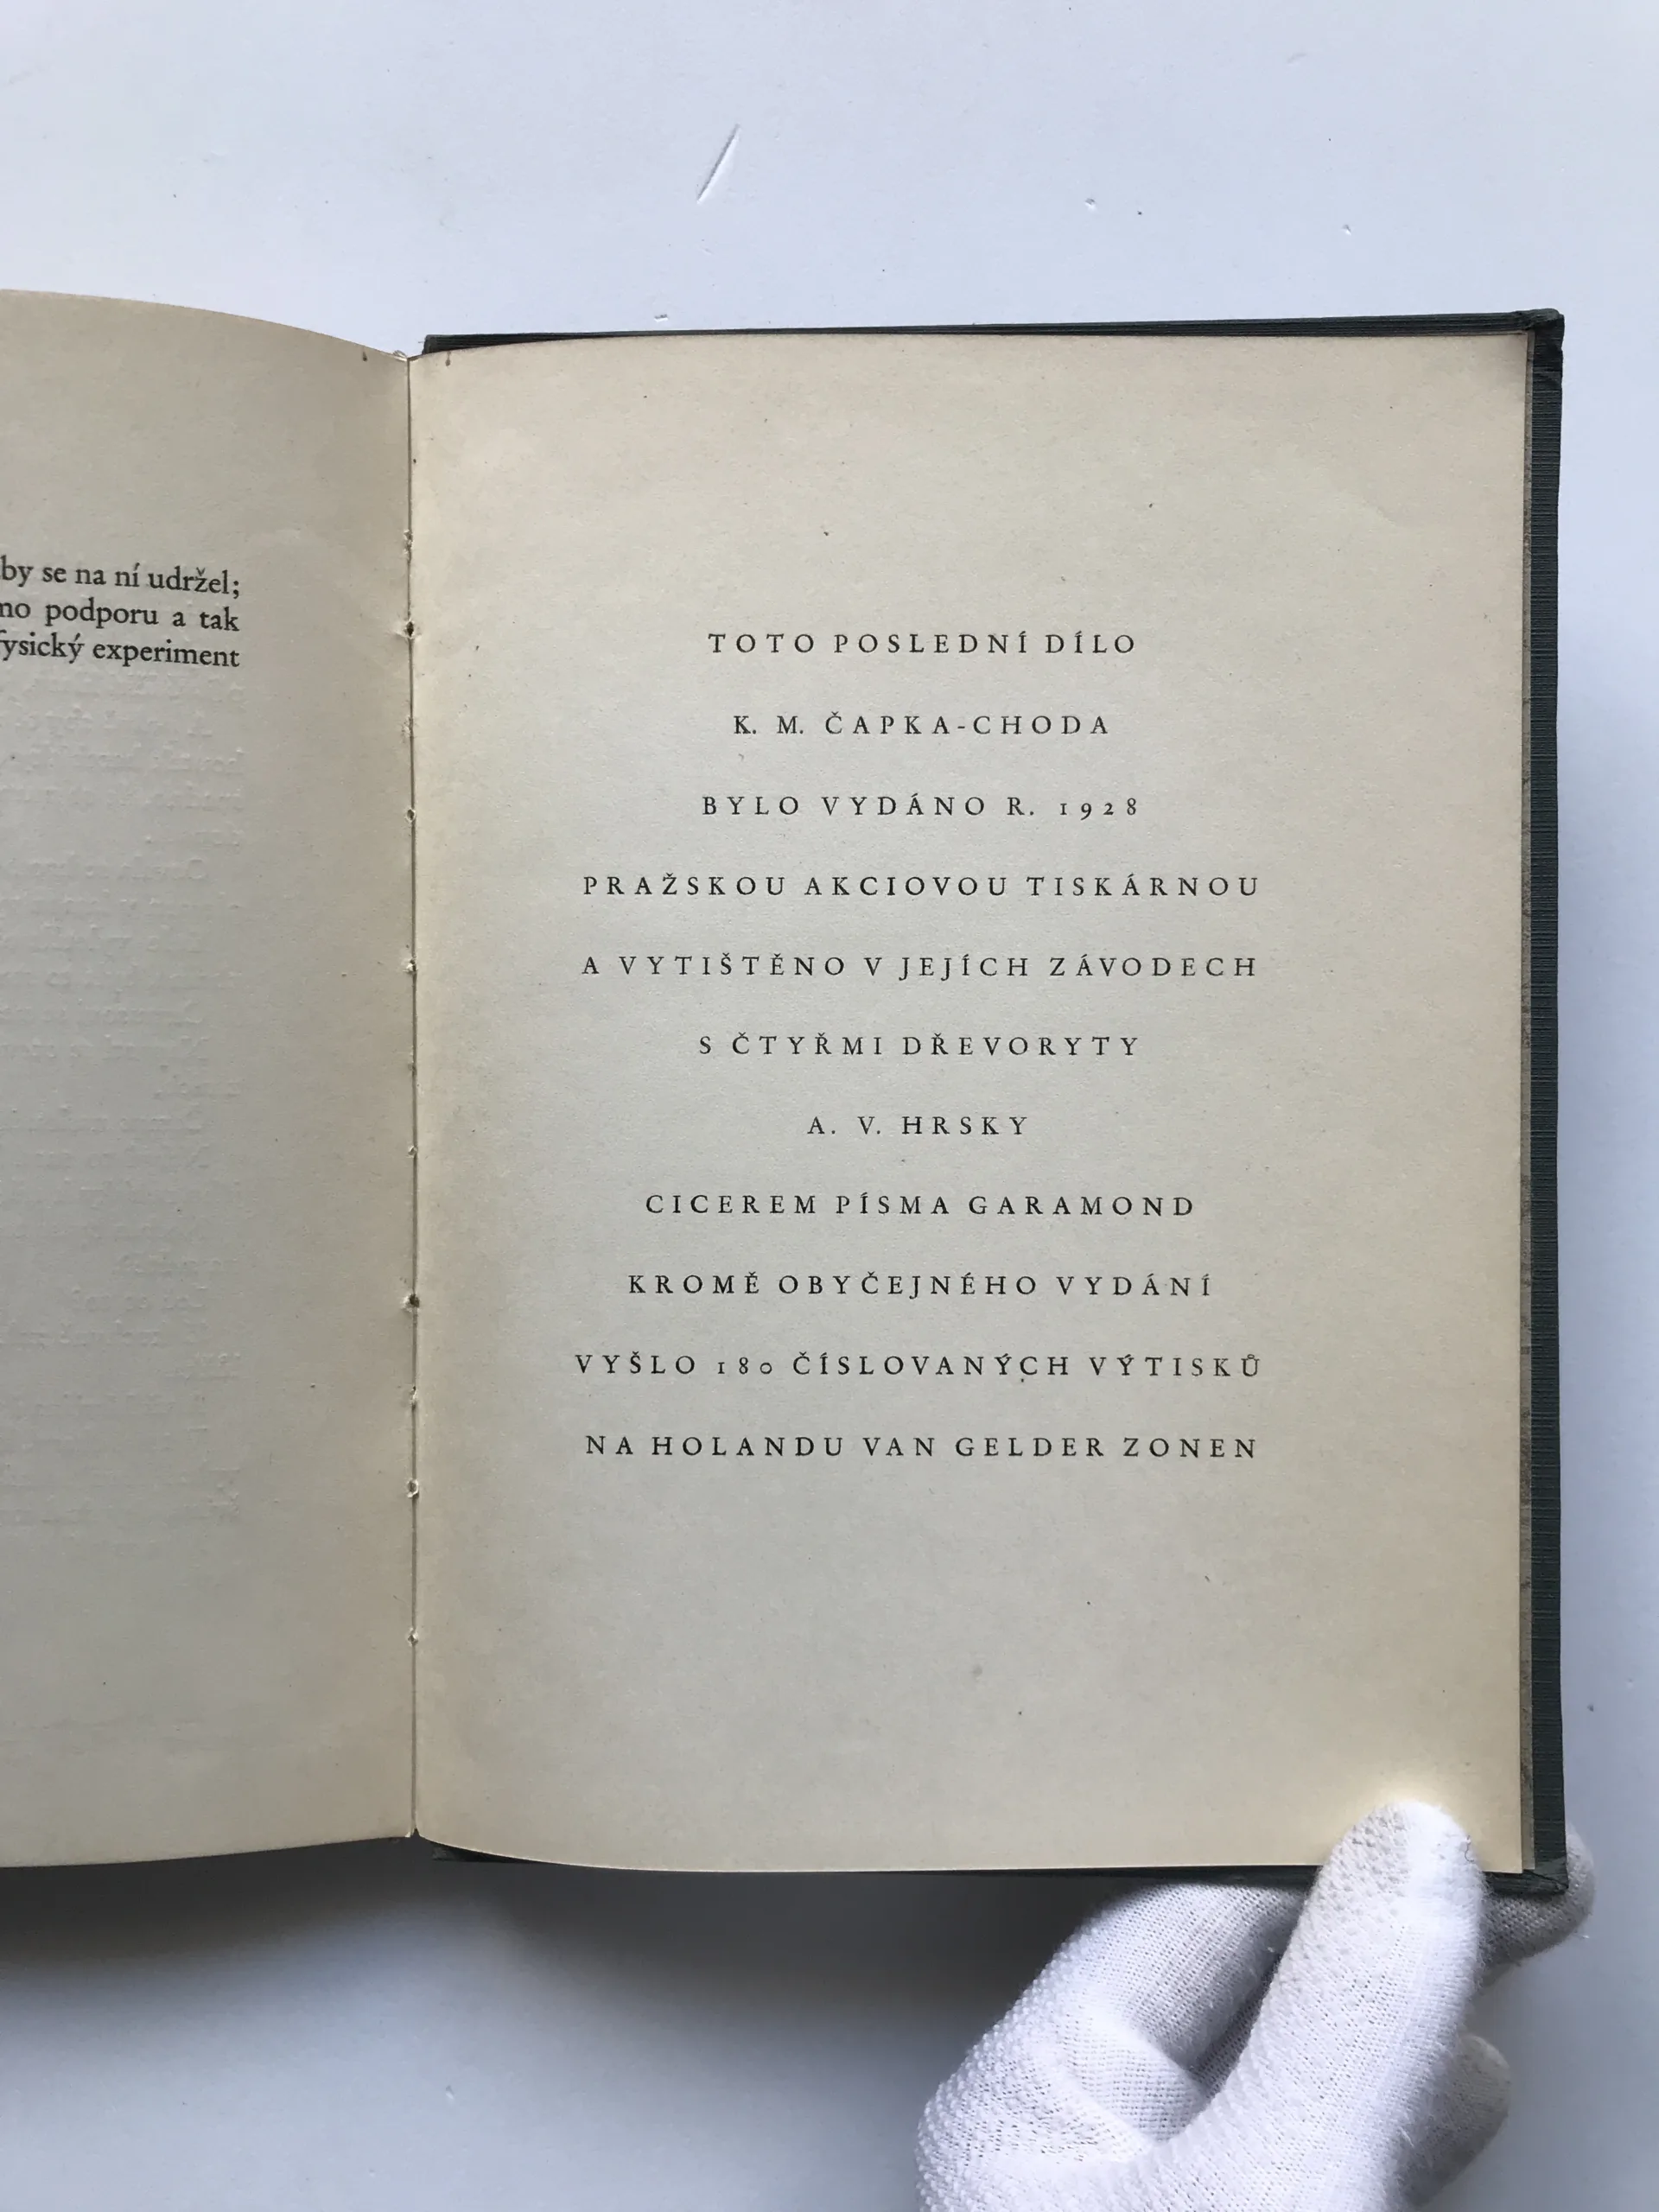 by se na ní udržel;
podporu a tak
fysický experiment
TOTO POSLEDNÍ DÍLO
K. M. ČAPKA-CHODA
BYLO VYDÁNO R. 1928
PRAŽSKOU AKCIOVOU TISKÁRNOU
A VYTIŠTĚNO V JEJÍCH ZÁVODECH
S ČTYŘMI DŘEVORYTY
A. V. HRSKY
CICEREM PÍSMA GARAMOND
KROMĚ OBYČEJNÉHO VYDÁNÍ
VYŠLO 180 ČÍSLOVANÝCH VÝTISKŮ
NA HOLANDU VAN GELDER ZONEN